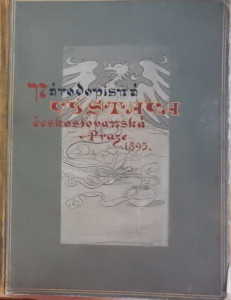 Národopisná
VÝSTAVA
českoslovanská
v Praze
1895.